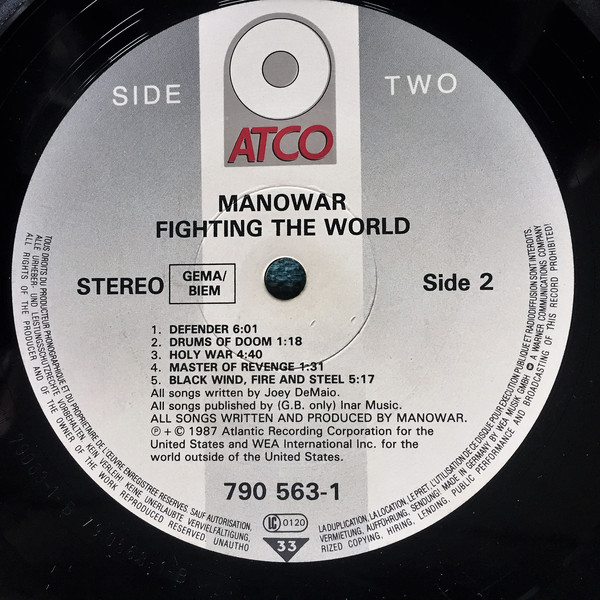 SIDE TWO
ATCO
MANOWAR
FIGHTING THE WORLD
STEREO GEMA/ BIEM Side 2
1. DEFENDER 6:01
2. DRUMS OF DOOM 1:18
3. HOLY WAR 4:40
4. MASTER OF REVENGE 1:31
5. BLACK WIND, FIRE AND STEEL 5:17
All songs written by Joey DeMaio.
All songs published by (G.B. only) Inar Music.
ALL SONGS WRITTEN AND PRODUCED BY MANOWAR.
℗ + © 1987 Atlantic Recording Corporation for the
United States and WEA International Inc. for the
world outside of the United States.
790 563-1
LC 0120
33
TOUS DROITS DU PRODUCTEUR PHONOGRAPHIQUE ET DU PROPRIETAIRE DE L'ŒUVRE ENREGISTREE RESERVES. SAUF AUTORISATION,
ALLE URHEBER- UND LEISTUNGSSCHUTZRECHTE VORBEHALTEN. KEIN VERLEIH! KEINE UNERLAUBTE VERVIELFÄLTIGUNG,
ALL RIGHTS OF THE PRODUCER AND OF THE OWNER OF THE WORK REPRODUCED RESERVED. UNAUTHO
LA DUPLICATION, LA LOCATION, LE PRET, L'UTILISATION DE CE DISQUE POUR EXECUTION PUBLIQUE ET RADIODIFFUSION SONT INTERDITS.
VERMIETUNG, AUFFÜHRUNG, SENDUNG! MADE IN GERMANY BY WEA MUSIK GMBH A WARNER COMMUNICATIONS COMPANY
RIZED COPYING, HIRING, LENDING, PUBLIC PERFORMANCE AND BROADCASTING OF THIS RECORD PROHIBITED!